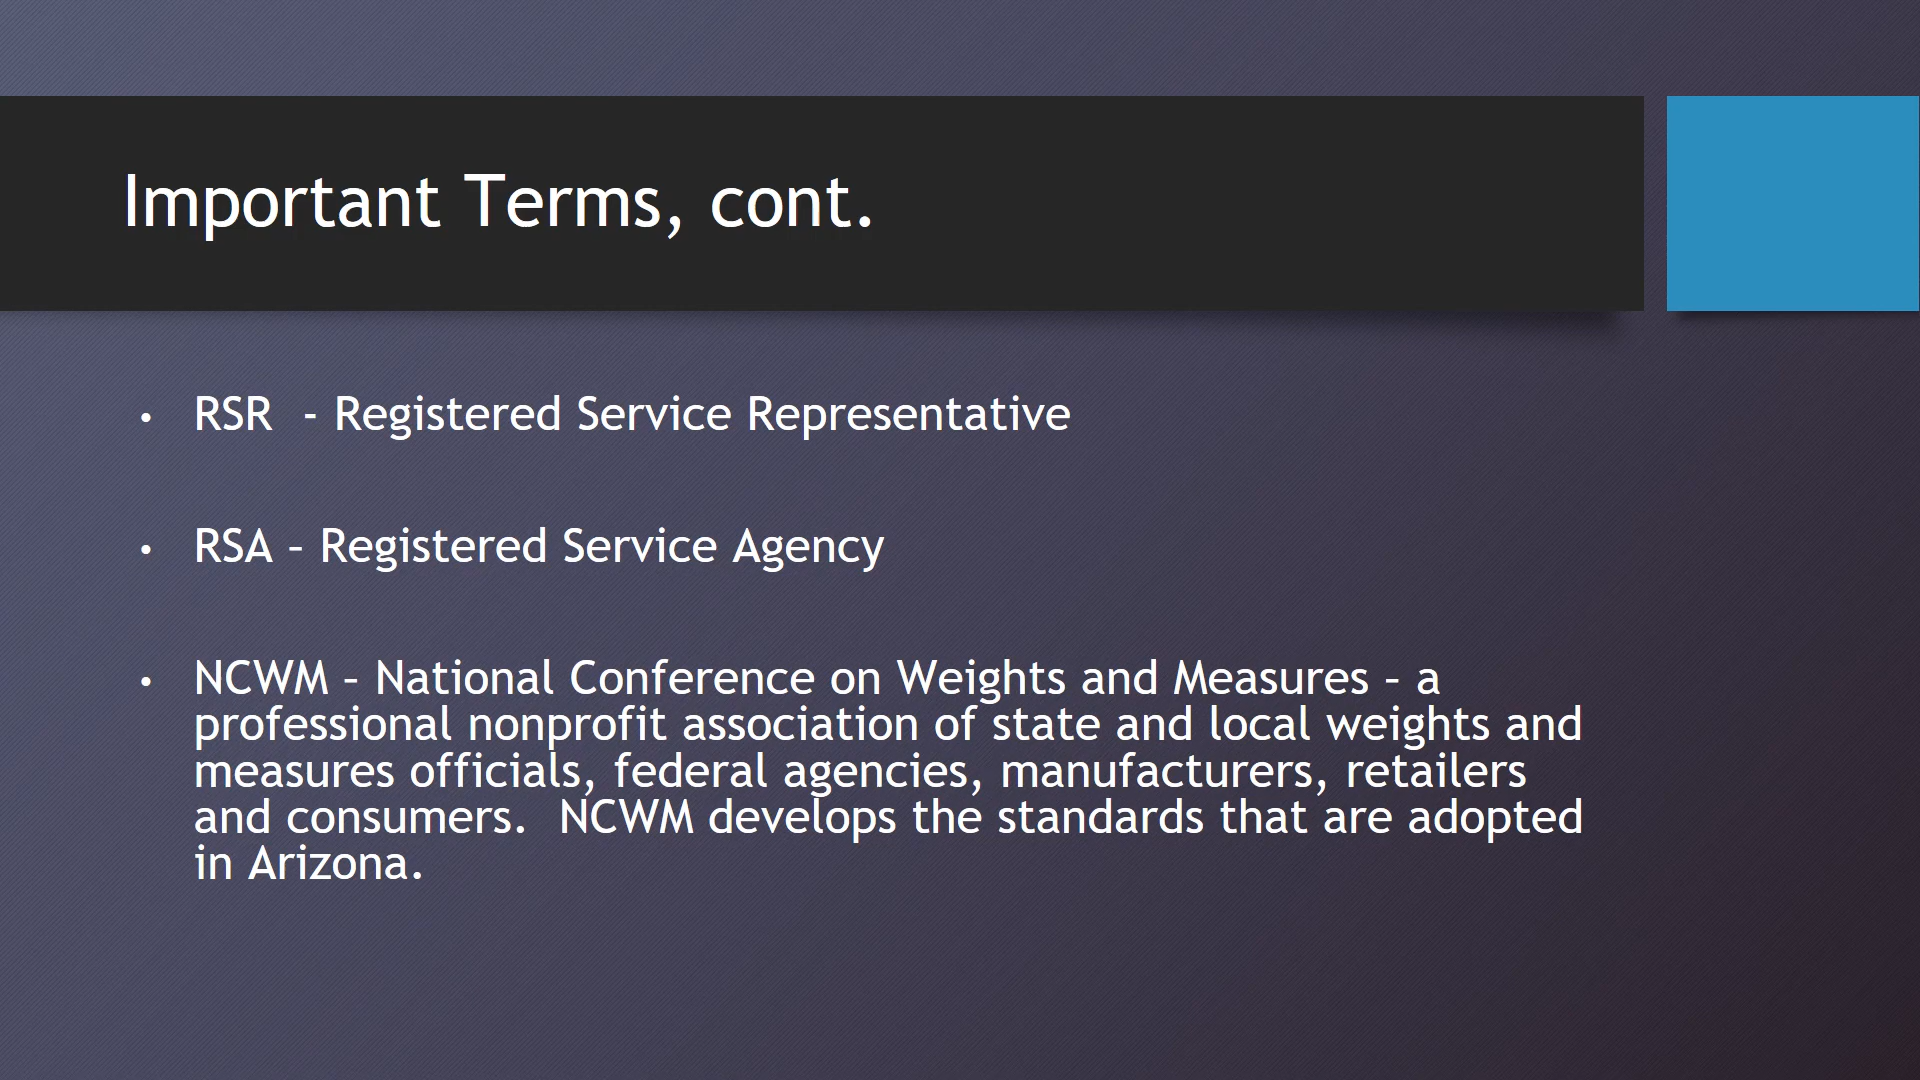 Important Terms, cont.
• RSR  - Registered Service Representative
• RSA – Registered Service Agency
• NCWM – National Conference on Weights and Measures – a
professional nonprofit association of state and local weights and
measures officials, federal agencies, manufacturers, retailers
and consumers.  NCWM develops the standards that are adopted
in Arizona.